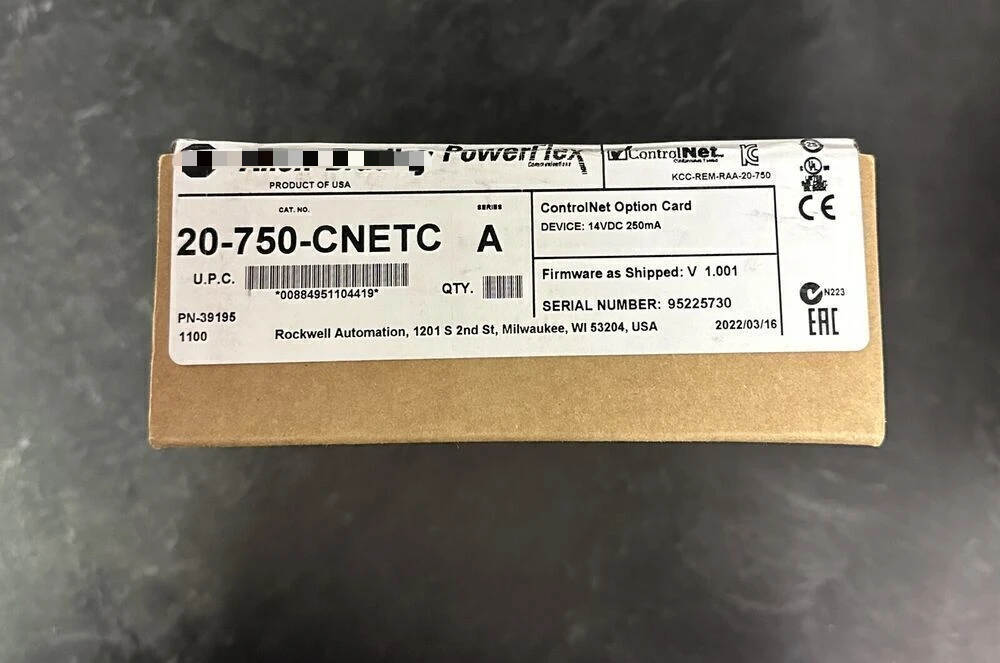 PowerFlex
Communications
ControlNet
KCC-REM-RAA-20-750
PRODUCT OF USA
CAT. NO.
SERIES
20-750-CNETC A
ControlNet Option Card
DEVICE: 14VDC 250mA
U.P.C.
*00884951104419*
QTY.
Firmware as Shipped: V 1.001
SERIAL NUMBER: 95225730
PN-39195
1100
Rockwell Automation, 1201 S 2nd St, Milwaukee, WI 53204, USA
2022/03/16
UL
CE
N223
EAC